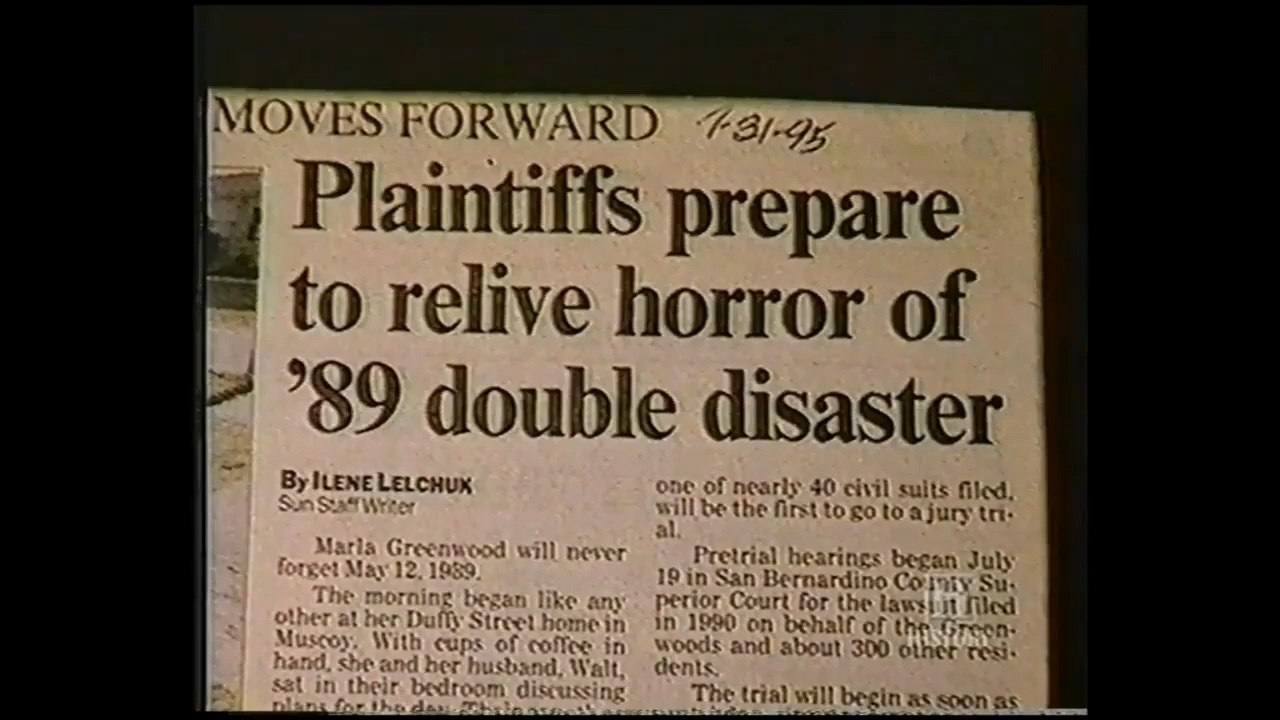 MOVES FORWARD 7-31-95
Plaintiffs prepare
to relive horror of
’89 double disaster
By ILENE LELCHUK
Sun Staff Writer
Marla Greenwood will never
forget May 12, 1989.
The morning began like any
other at her Duffy Street home in
Muscoy. With cups of coffee in
hand, she and her husband, Walt,
sat in their bedroom discussing
plans for the day.
one of nearly 40 civil suits filed,
will be the first to go to a jury tri-
al.
Pretrial hearings began July
19 in San Bernardino County Su-
perior Court for the lawsuit filed
in 1990 on behalf of the Green-
woods and about 300 other resi-
dents.
The trial will begin as soon as